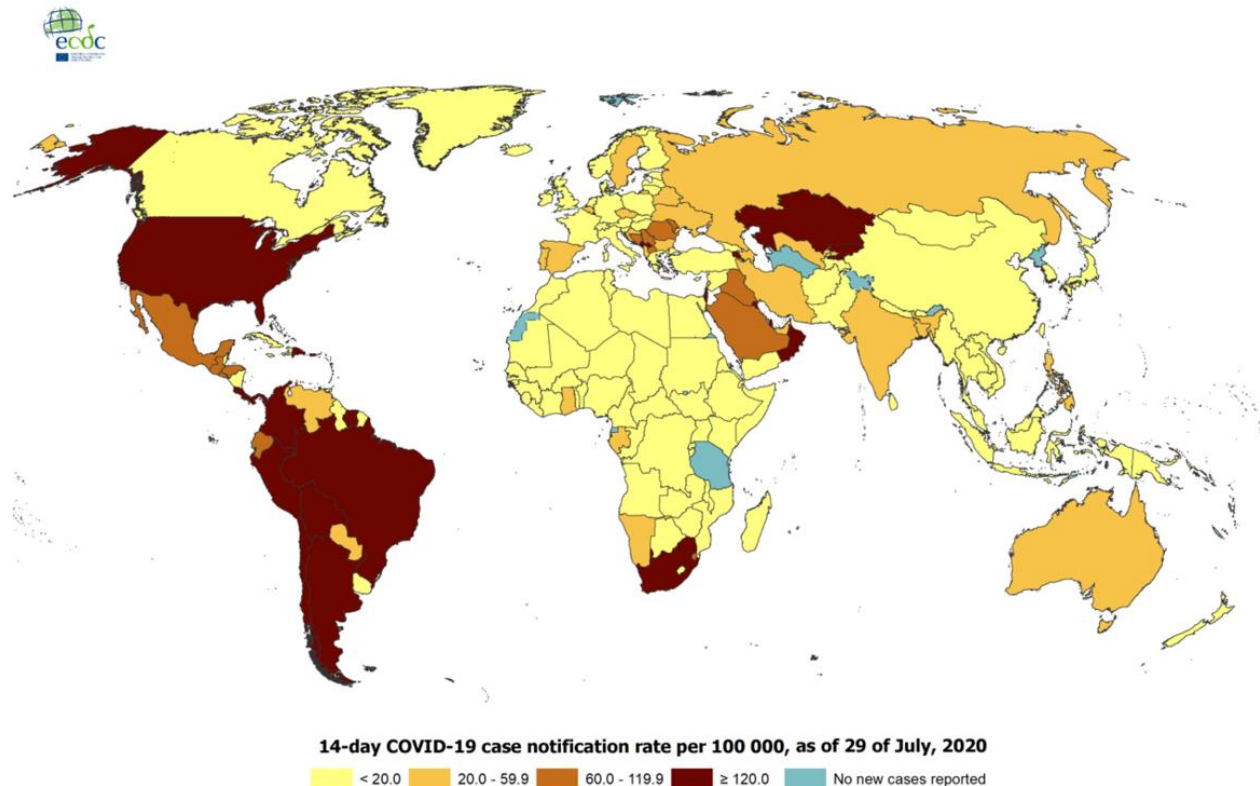 ecdc
14-day COVID-19 case notification rate per 100 000, as of 29 of July, 2020
< 20.0 20.0 - 59.9 60.0 - 119.9 ≥ 120.0 No new cases reported